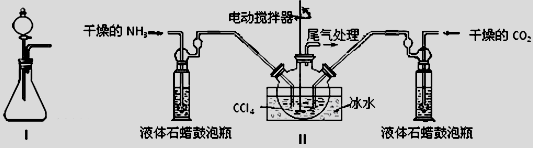 电动搅拌器
干燥的 NH₃
尾气处理
干燥的 CO₂
CCl₄
冰水
液体石蜡鼓泡瓶
液体石蜡鼓泡瓶
I
II